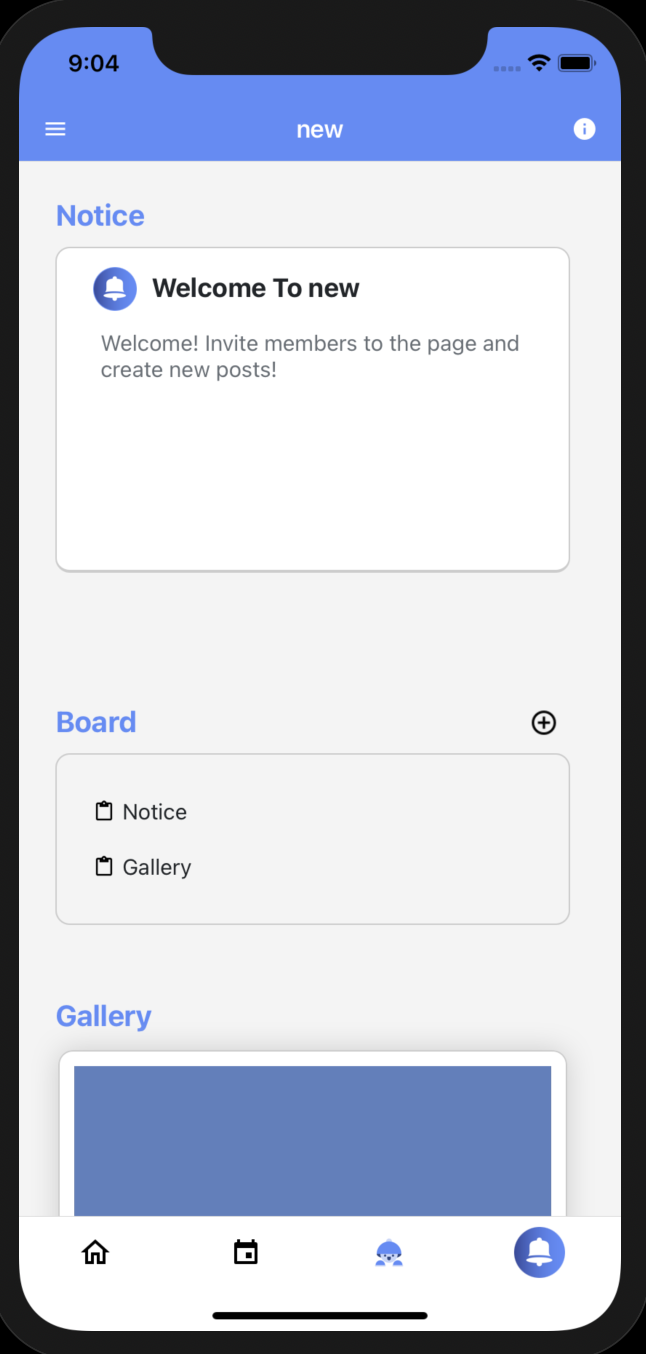 9:04
new
Notice
Welcome To new
Welcome! Invite members to the page and
create new posts!
Board
Notice
Gallery
Gallery